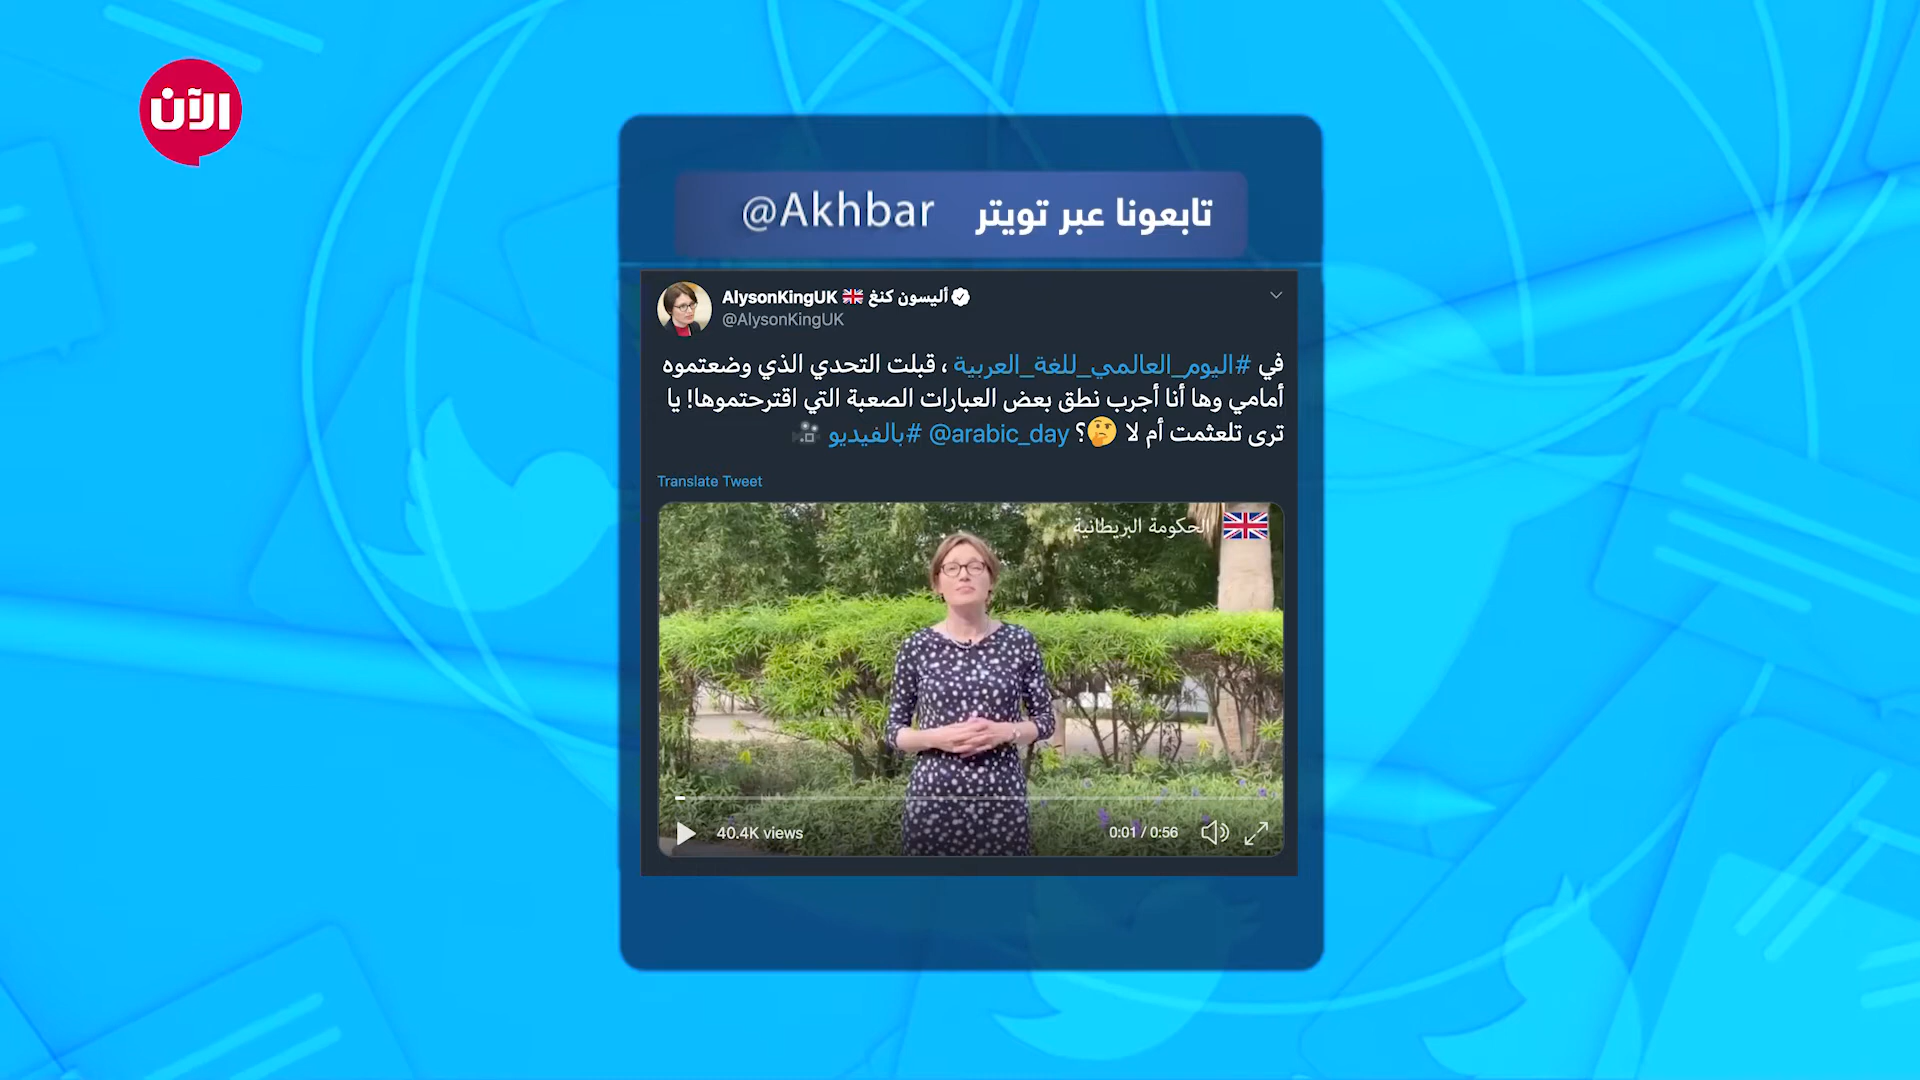 الآن
تابعونا عبر تويتر @Akhbar
AlysonKingUK 🇬🇧 أليسون كنغ
@AlysonKingUK
في #اليوم_العالمي_للغة_العربية ، قبلت التحدي الذي وضعتموه
أمامي وها أنا أجرب نطق بعض العبارات الصعبة التي اقترحتموها! يا
ترى تلعثمت أم لا 🤔؟ @arabic_day #بالفيديو 🎥
Translate Tweet
الحكومة البريطانية
40.4K views
0:01 / 0:56